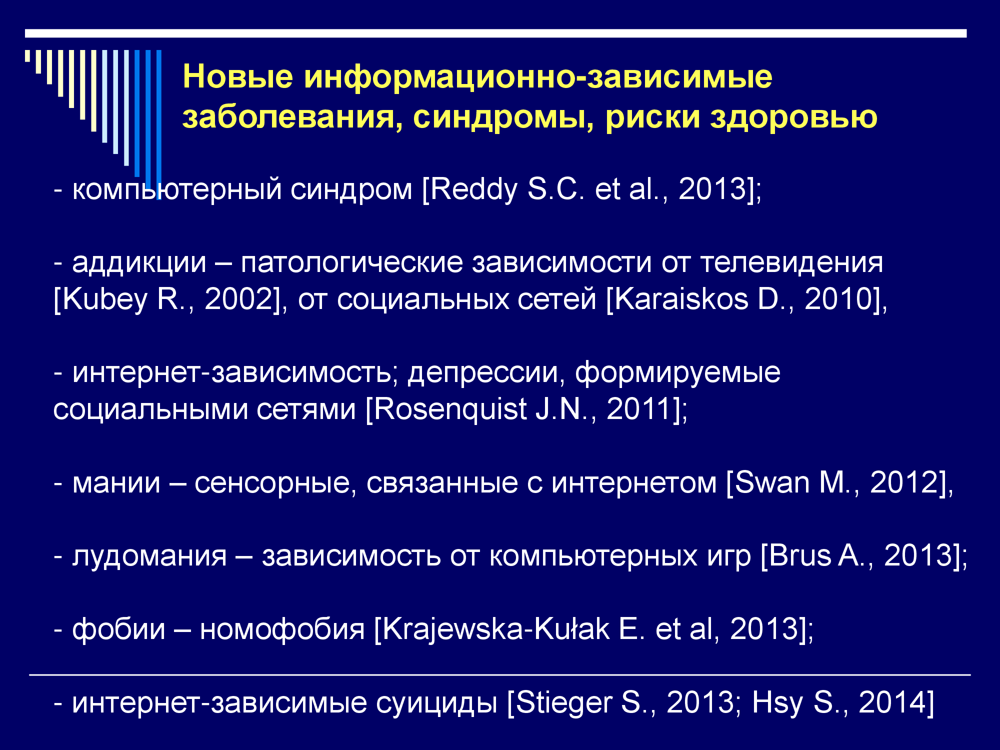 Новые информационно-зависимые
заболевания, синдромы, риски здоровью
- компьютерный синдром [Reddy S.C. et al., 2013];
- аддикции – патологические зависимости от телевидения
[Kubey R., 2002], от социальных сетей [Karaiskos D., 2010],
- интернет-зависимость; депрессии, формируемые
социальными сетями [Rosenquist J.N., 2011];
- мании – сенсорные, связанные с интернетом [Swan M., 2012],
- лудомания – зависимость от компьютерных игр [Brus A., 2013];
- фобии – номофобия [Krajewska-Kułak E. et al, 2013];
- интернет-зависимые суициды [Stieger S., 2013; Hsy S., 2014]